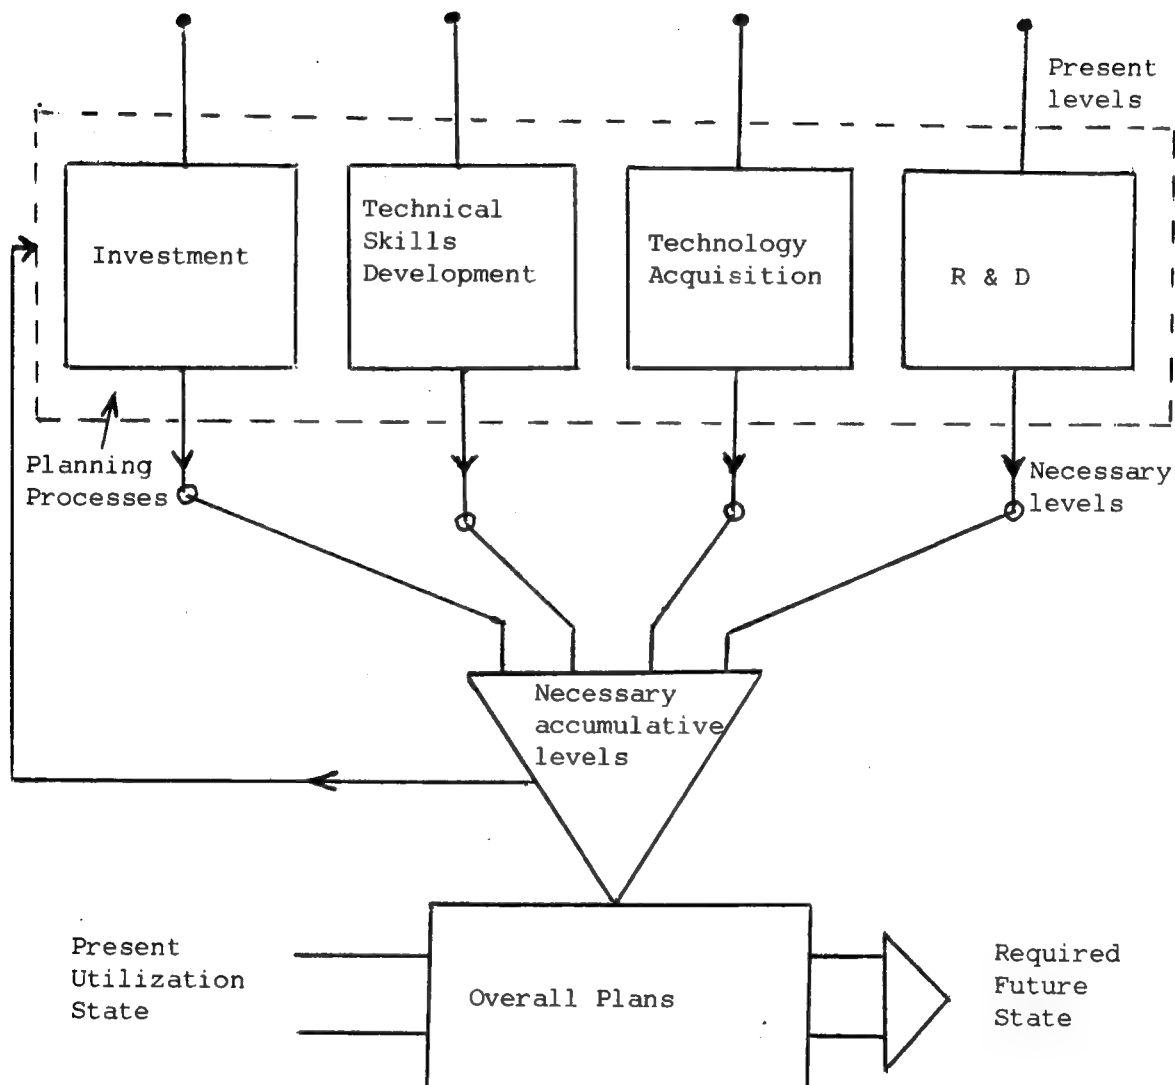 Present
levels
Investment
Technical
Skills
Development
Technology
Acquisition
R & D
Planning
Processes
Necessary
levels
Necessary
accumulative
levels
Present
Utilization
State
Overall Plans
Required
Future
State